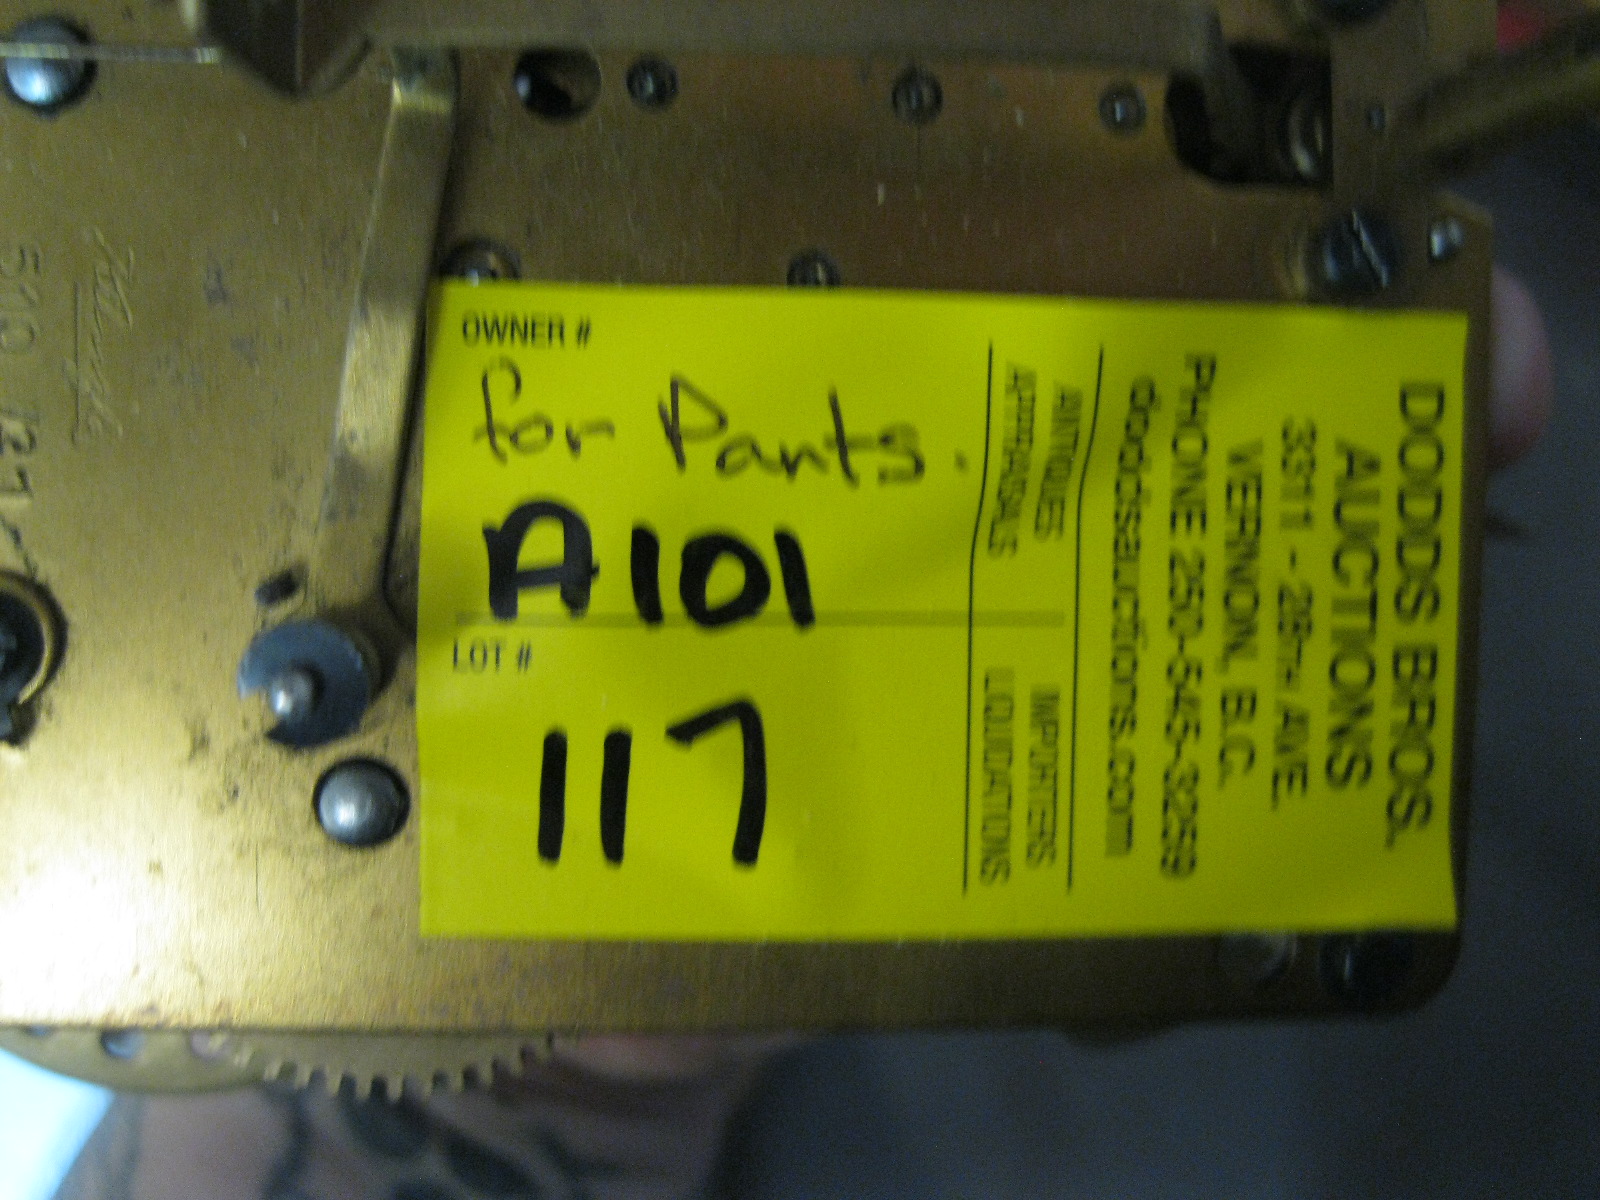 OWNER #
for Parts.
A101
LOT #
117
DODDS BROS.
AUCTIONS
3311 - 28TH AVE.
VERNON, B.C.
PHONE 250-545-3259
doddsauctions.com
ANTIQUES
APPRAISALS
IMPORTERS
LIQUIDATIONS